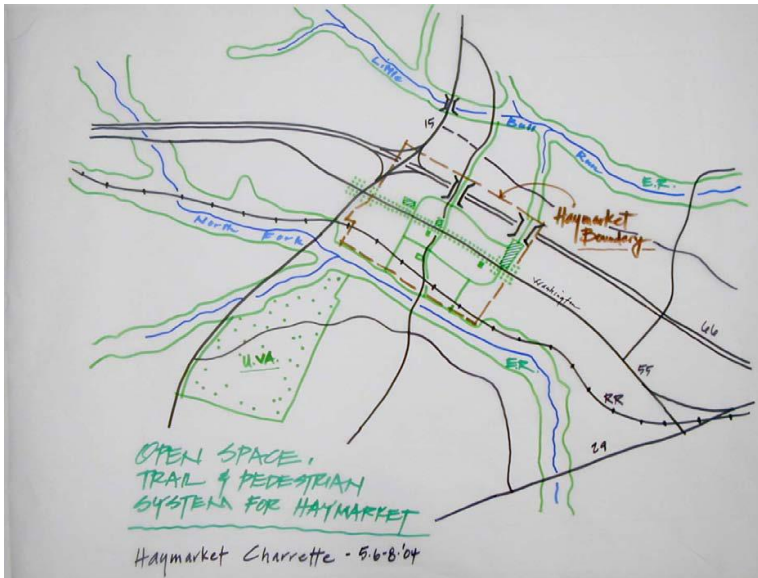 Little
Bull
Run
15
E.R.
Haymarket
Boundary
North Fork
Washington
66
U.VA.
E.R.
55
RR
29
OPEN SPACE,
TRAIL & PEDESTRIAN
SYSTEM FOR HAYMARKET
Haymarket Charrette - 5.6-8.'04